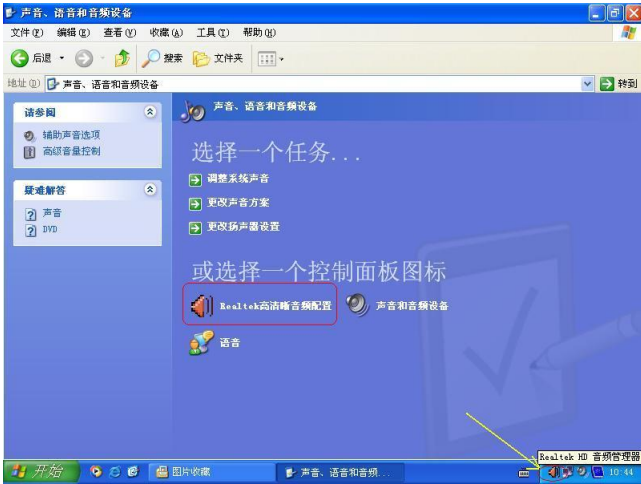 声音、语音和音频设备
文件(F) 编辑(E) 查看(V) 收藏(A) 工具(T) 帮助(H)
后退 搜索 文件夹
地址(D) 声音、语音和音频设备 转到
请参阅
辅助声音选项
高级音量控制
疑难解答
声音
DVD
声音、语音和音频设备
选择一个任务...
调整系统声音
更改声音方案
更改扬声器设置
或选择一个控制面板图标
Realtek高清晰音频配置 声音和音频设备
语音
Realtek HD 音频管理器
开始 图片收藏 声音、语音和音频... 10:44